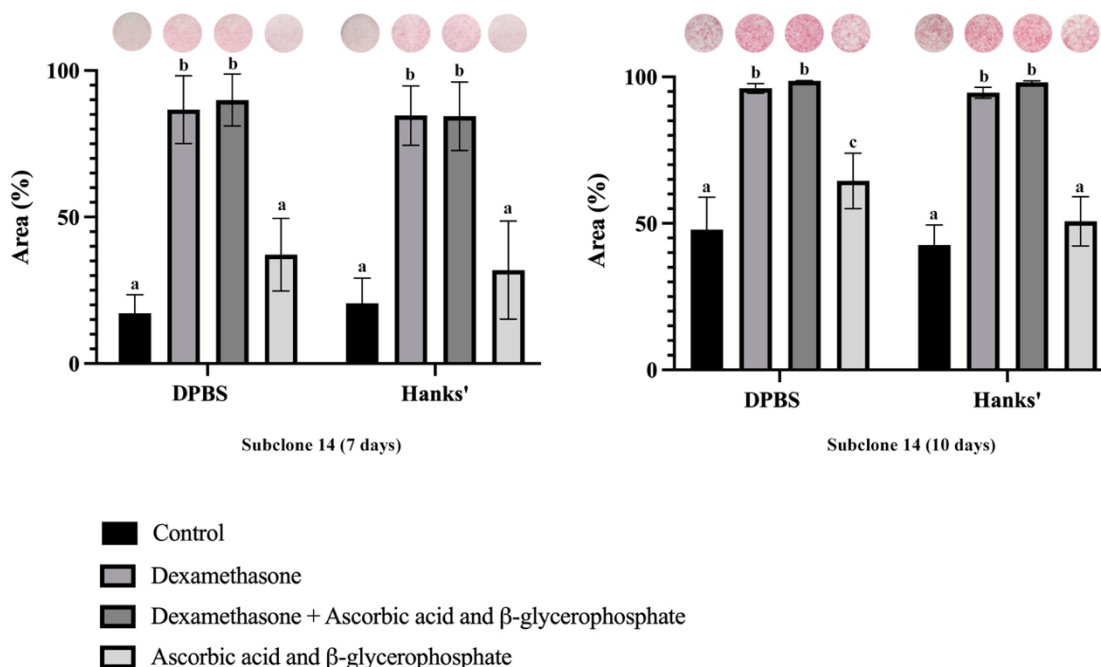 100
50
0
Area (%)
b
b
a
a
b
b
a
a
DPBS
Hanks'
Subclone 14 (7 days)
100
50
0
Area (%)
b
b
a
c
b
b
a
a
DPBS
Hanks'
Subclone 14 (10 days)
Control
Dexamethasone
Dexamethasone + Ascorbic acid and β-glycerophosphate
Ascorbic acid and β-glycerophosphate